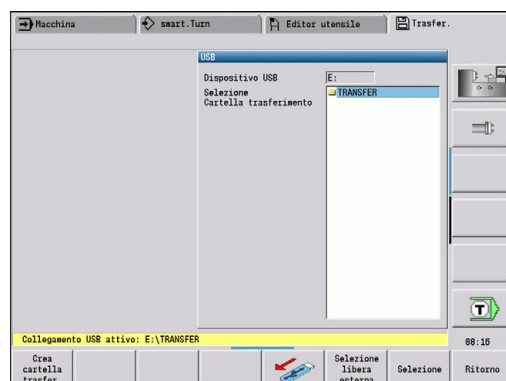 Macchina
smart.Turn
Editor utensile
Trasfer.
USB
Dispositivo USB
E:
Selezione
Cartella trasferimento
TRANSFER
T
Collegamento USB attivo: E:\TRANSFER
08:16
Crea
cartella
trasfer.
Selezione
libera
esterna
Selezione
Ritorno